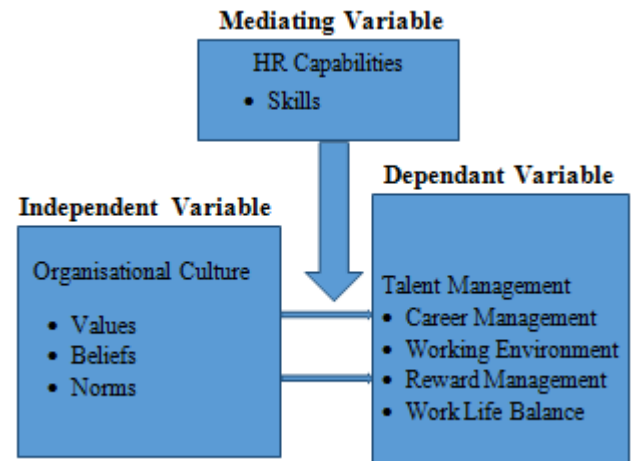 Mediating Variable
HR Capabilities
• Skills
Dependant Variable
Independent Variable
Organisational Culture
• Values
• Beliefs
• Norms
Talent Management
• Career Management
• Working Environment
• Reward Management
• Work Life Balance